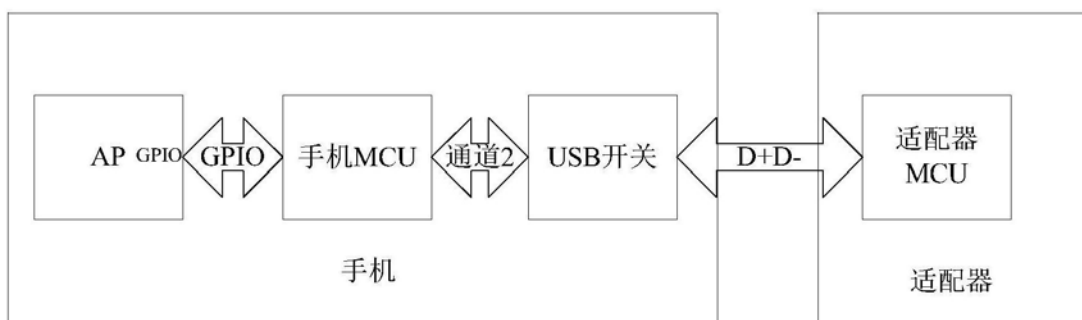 AP
GPIO
GPIO
手机MCU
通道2
USB开关
D+D-
适配器
MCU
手机
适配器